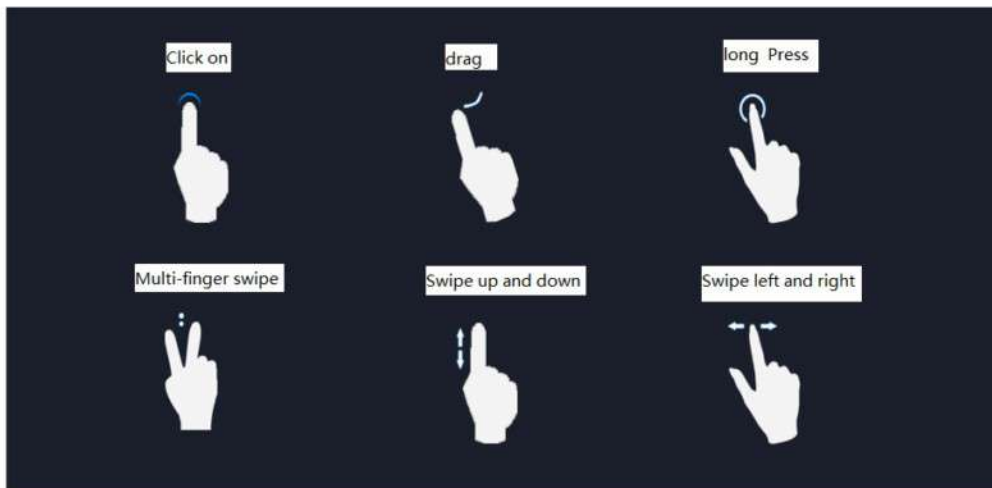 Click on
drag
long Press
Multi-finger swipe
Swipe up and down
Swipe left and right